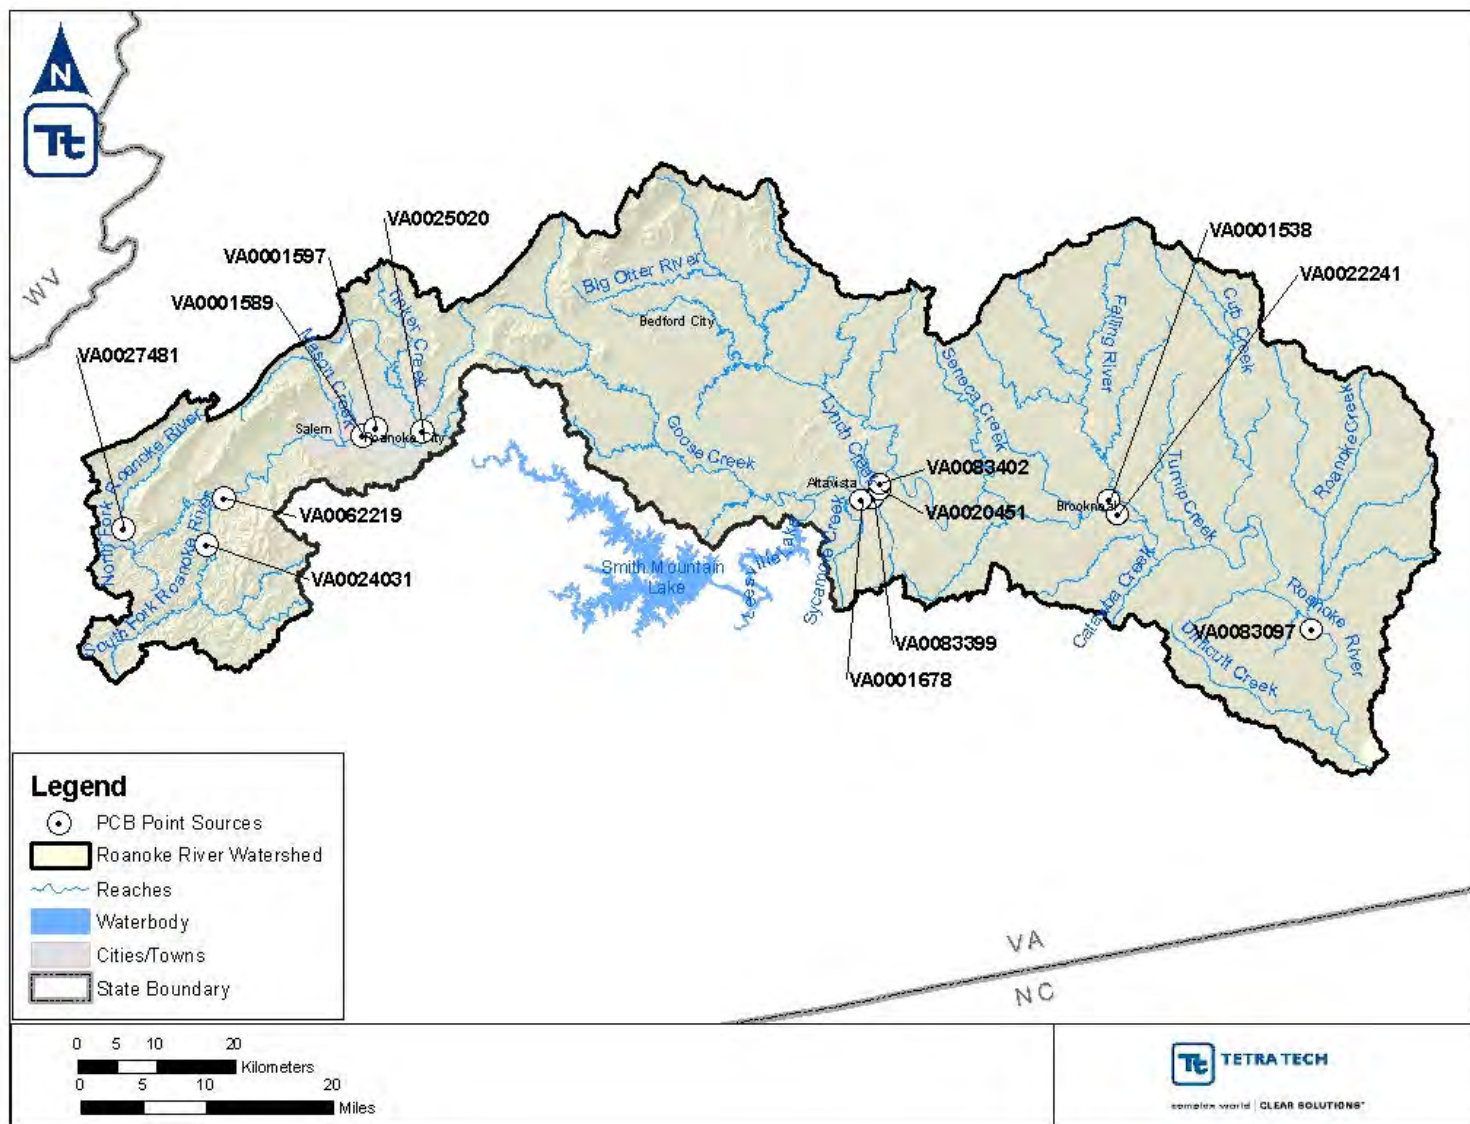 N
Tt
WV
VA0025020
VA0001597
VA0001589
VA0027481
VA0001538
VA0022241
Big Otter River
Bedford City
Tinker Creek
Mason Creek
Falling River
Cub Creek
Seneca Creek
Roanoke Creek
North Fork Roanoke River
Salem
Roanoke City
Lynch Creek
Goose Creek
Turnip Creek
VA0083402
Altavista
VA0020451
Brookneal
VA0062219
VA0024031
South Fork Roanoke River
Smith Mountain
Lake
Leesville Lake
Sycamore Creek
Catawba Creek
Roanoke River
VA0083097
Difficult Creek
VA0083399
VA0001678
Legend
PCB Point Sources
Roanoke River Watershed
Reaches
Waterbody
Cities/Towns
State Boundary
VA
NC
0 5 10 20
Kilometers
0 5 10 20
Miles
Tt TETRA TECH
complex world | CLEAR SOLUTIONS™